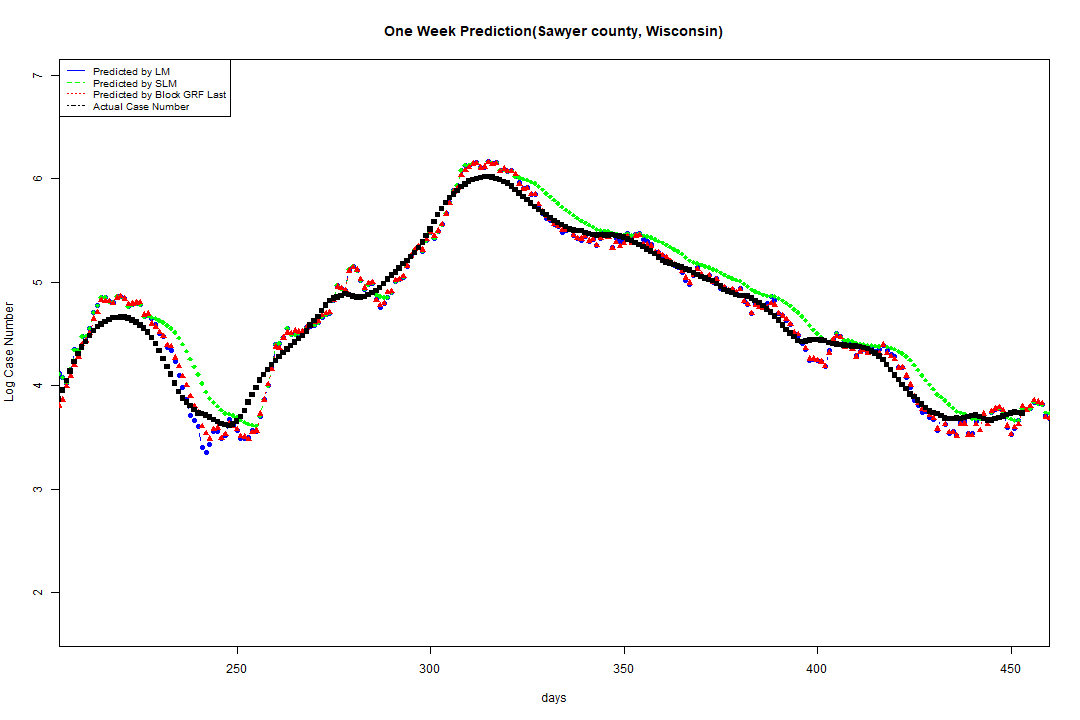 One Week Prediction(Sawyer county, Wisconsin)
Predicted by LM
Predicted by SLM
Predicted by Block GRF Last
Actual Case Number
7
6
5
4
3
2
Log Case Number
250 300 350 400 450
days